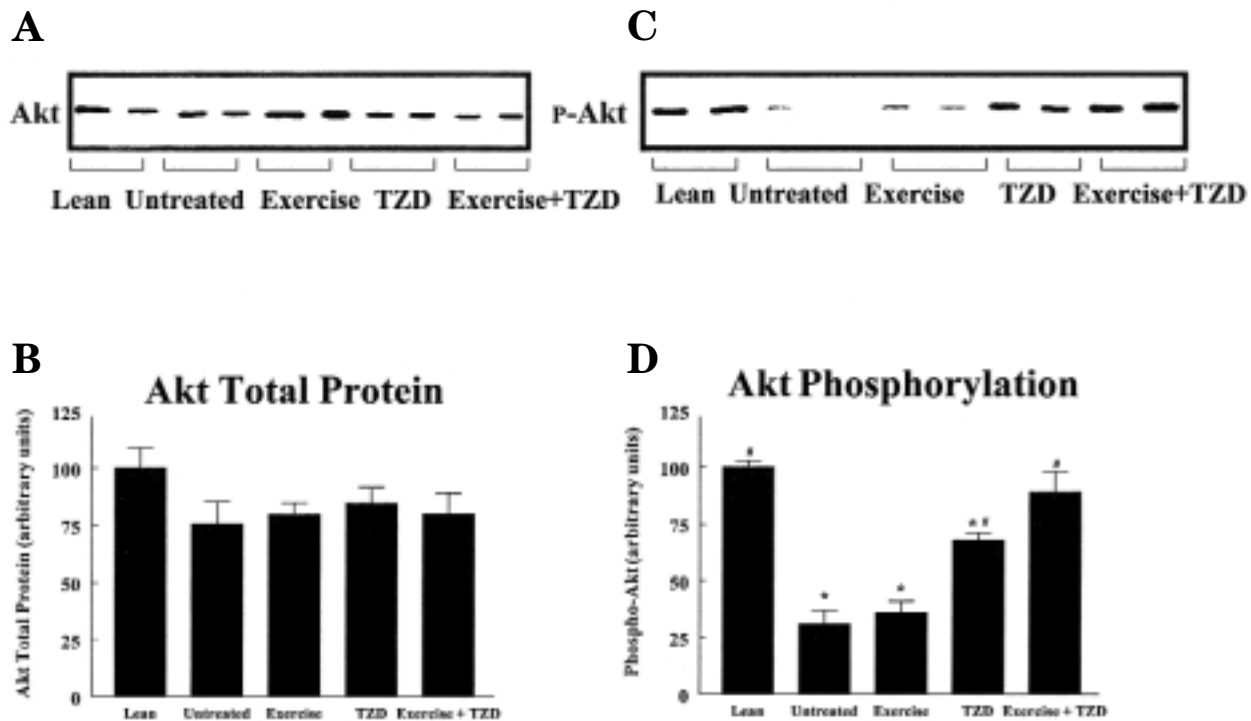 A
Akt
Lean Untreated Exercise TZD Exercise+TZD
C
P-Akt
Lean Untreated Exercise TZD Exercise+TZD
B
Akt Total Protein
Akt Total Protein (arbitrary units)
125
100
75
50
25
0
Lean Untreated Exercise TZD Exercise + TZD
D
Akt Phosphorylation
Phospho-Akt (arbitrary units)
125
100
75
50
25
0
#
*
*
* #
#
Lean Untreated Exercise TZD Exercise + TZD